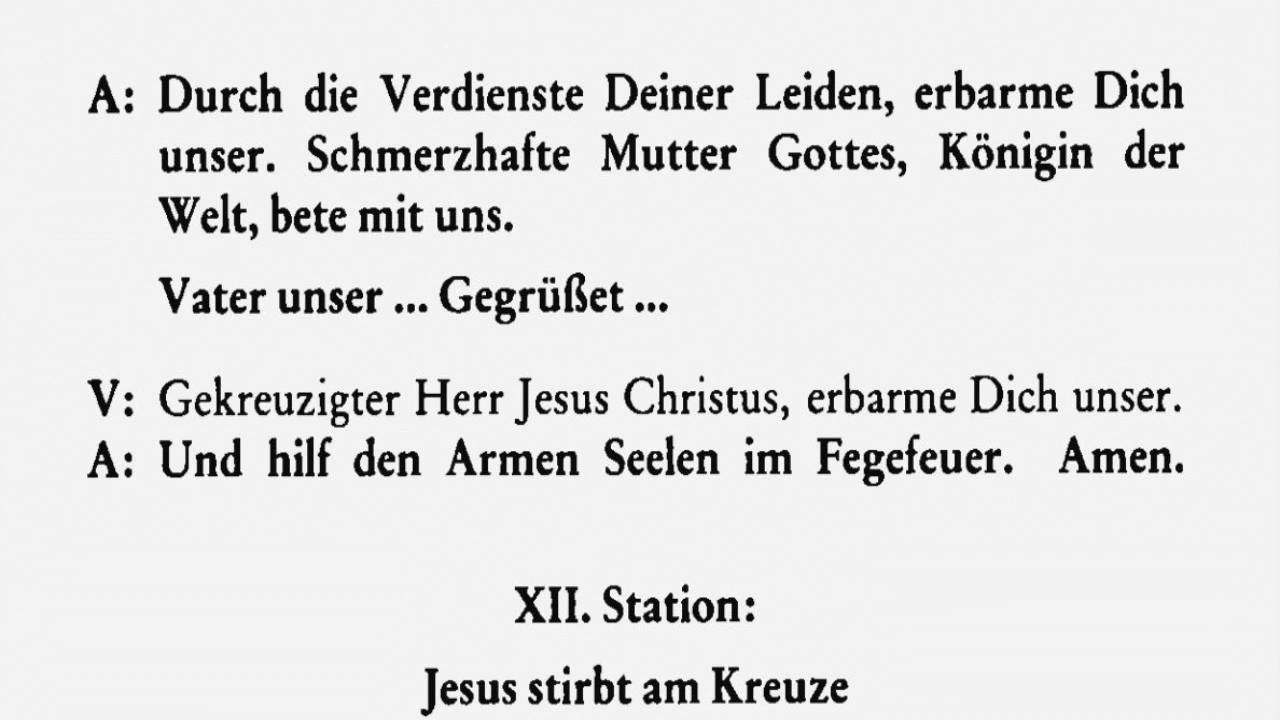 A: Durch die Verdienste Deiner Leiden, erbarme Dich
unser. Schmerzhafte Mutter Gottes, Königin der
Welt, bete mit uns.
Vater unser ... Gegrüßet ...
V: Gekreuzigter Herr Jesus Christus, erbarme Dich unser.
A: Und hilf den Armen Seelen im Fegefeuer. Amen.
XII. Station:
Jesus stirbt am Kreuze